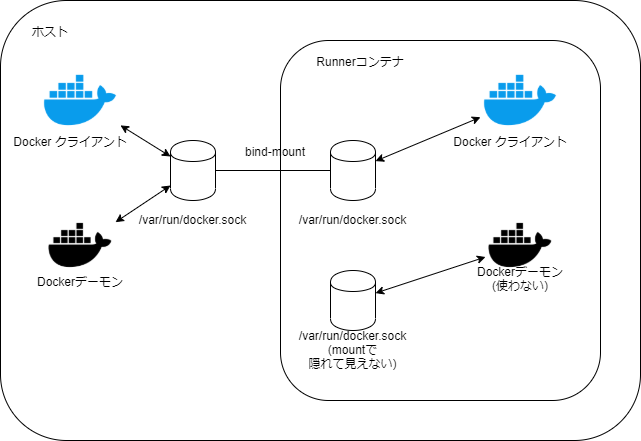 ホスト
Runnerコンテナ
Docker クライアント
Docker クライアント
bind-mount
/var/run/docker.sock
/var/run/docker.sock
Dockerデーモン
Dockerデーモン
(使わない)
/var/run/docker.sock
(mountで
隠れて見えない)